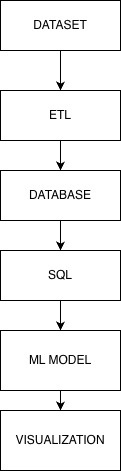 DATASET
ETL
DATABASE
SQL
ML MODEL
VISUALIZATION